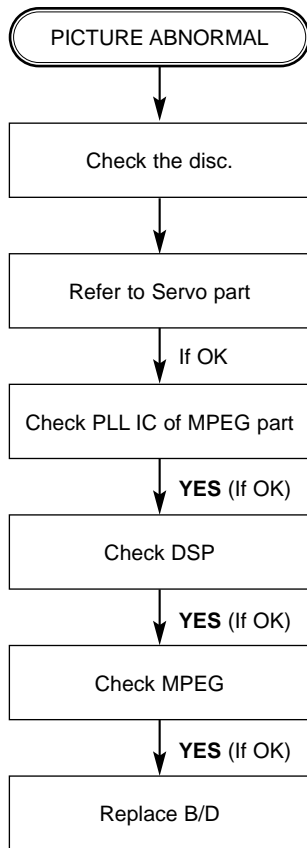 PICTURE ABNORMAL
Check the disc.
Refer to Servo part
If OK
Check PLL IC of MPEG part
YES (If OK)
Check DSP
YES (If OK)
Check MPEG
YES (If OK)
Replace B/D